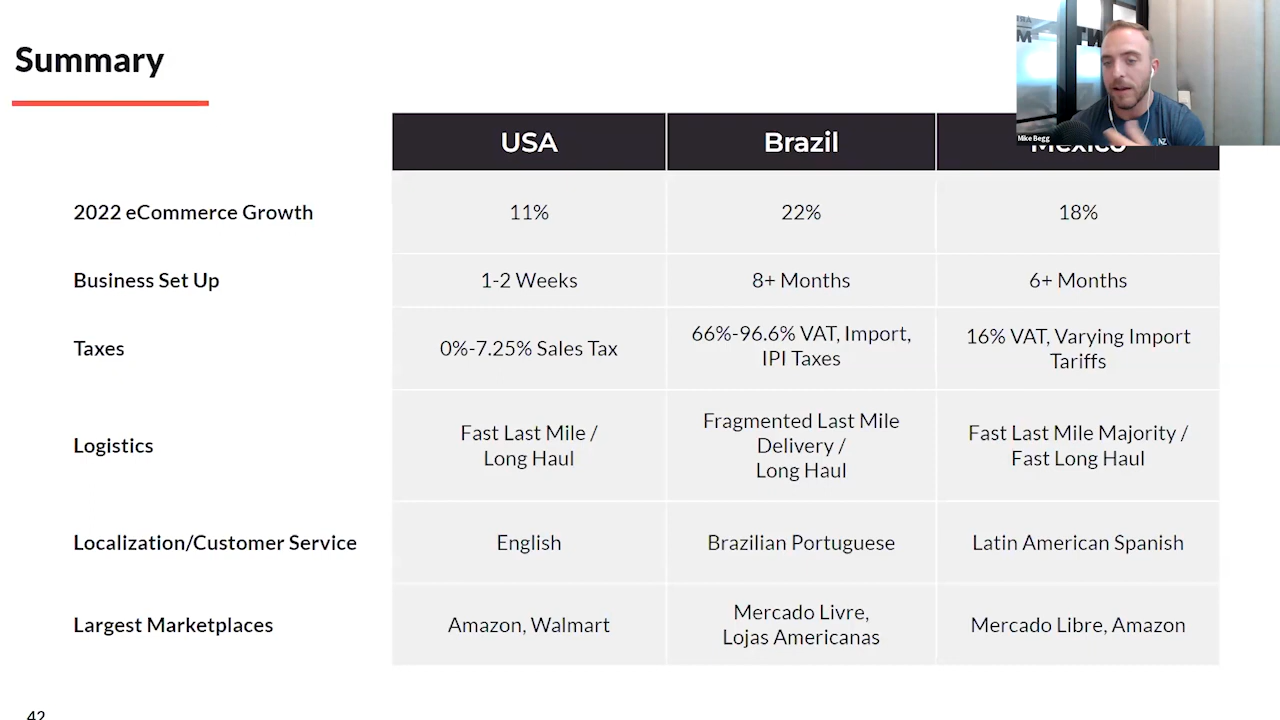 Summary
Mike Begg
USA
Brazil
Mexico
2022 eCommerce Growth
11%
22%
18%
Business Set Up
1-2 Weeks
8+ Months
6+ Months
Taxes
0%-7.25% Sales Tax
66%-96.6% VAT, Import,
IPI Taxes
16% VAT, Varying Import
Tariffs
Logistics
Fast Last Mile /
Long Haul
Fragmented Last Mile
Delivery /
Long Haul
Fast Last Mile Majority /
Fast Long Haul
Localization/Customer Service
English
Brazilian Portuguese
Latin American Spanish
Largest Marketplaces
Amazon, Walmart
Mercado Livre,
Lojas Americanas
Mercado Libre, Amazon
42